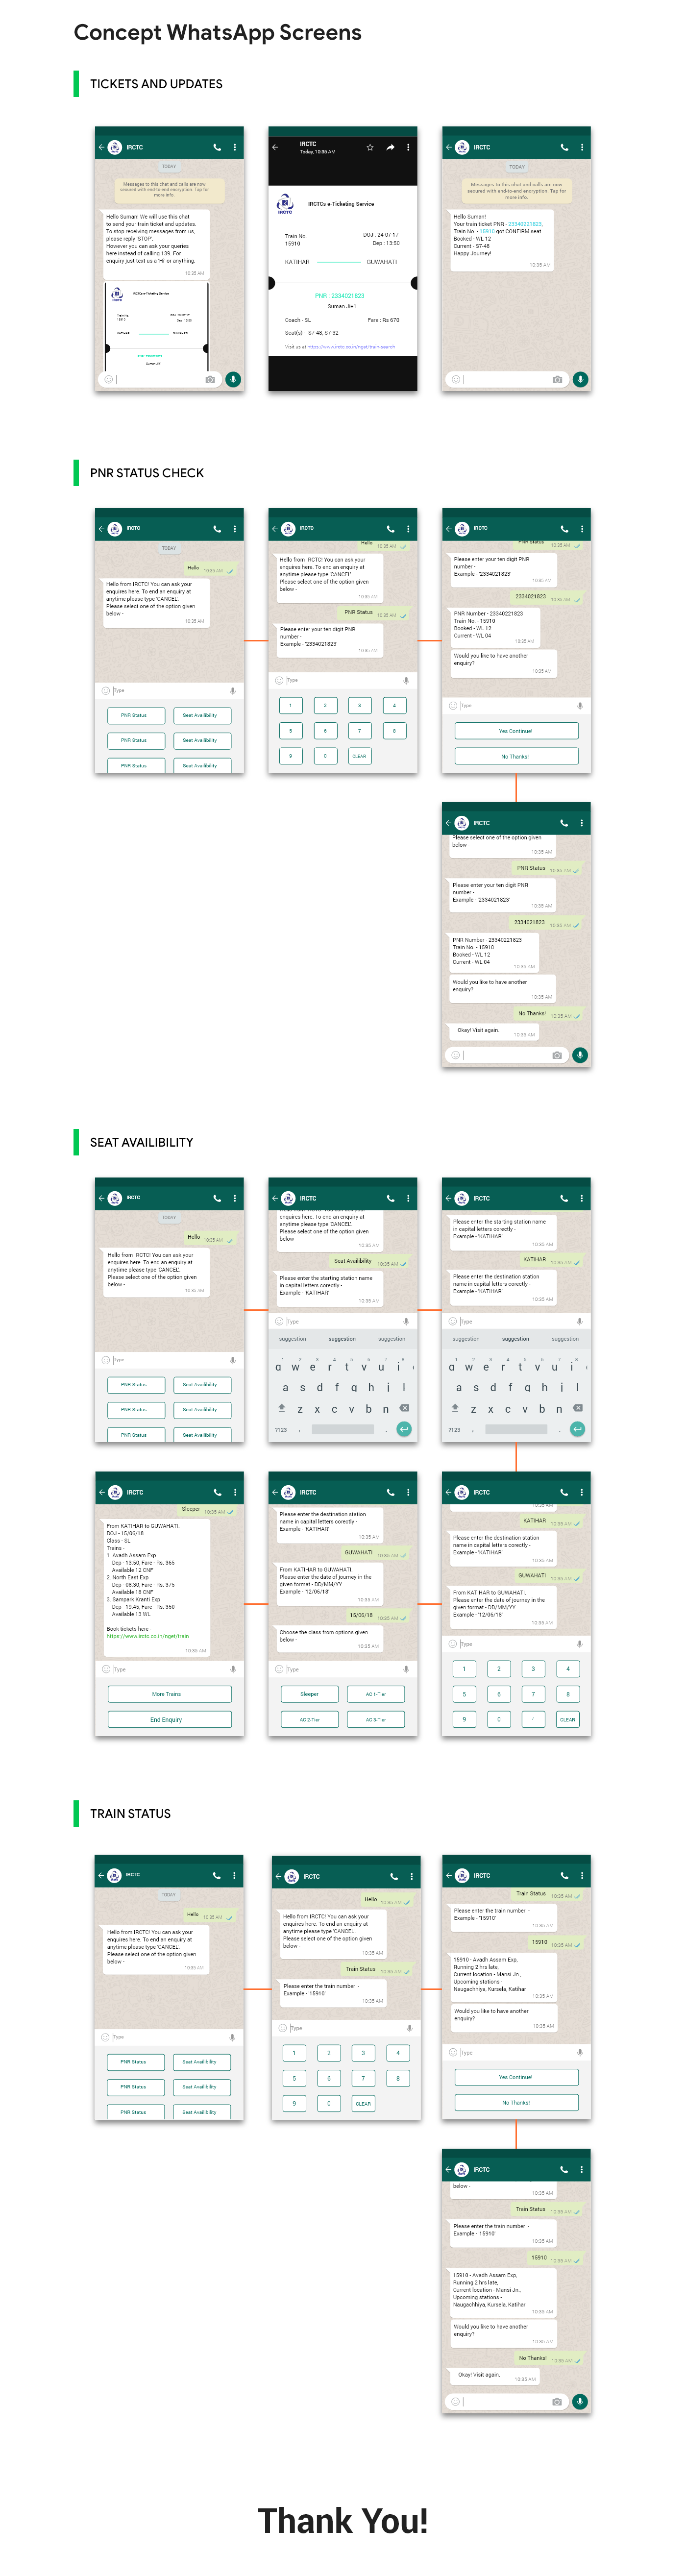 Concept WhatsApp Screens
TICKETS AND UPDATES
IRCTC
TODAY
Messages to this chat and calls are now
secured with end-to-end encryption. Tap for
more info.
Hello Suman! We will use this chat
to send your train ticket and updates.
To stop receiving messages from us,
please reply 'STOP'.
However you can ask your queries
here instead of calling 139. For
enquiry just text us a 'Hi' or anything.
10:35 AM
IRCTC
Today, 10:35 AM
IRCTC
IRCTCs e-Ticketing Service
Train No.
15910
DOJ : 24-07-17
Dep : 13:50
KATIHAR
GUWAHATI
PNR : 2334021823
Suman Ji+1
Coach - SL
Fare : Rs 670
Seat(s) - S7-48, S7-32
Visit us at https://www.irctc.co.in/nget/train-search
IRCTC
TODAY
Messages to this chat and calls are now
secured with end-to-end encryption. Tap for
more info.
Hello Suman!
Your train ticket PNR - 2334021823,
Train No. - 15910 got CONFIRM seat
Booked - WL 12
Current - S7-48
Happy Journey!
10:35 AM
PNR STATUS CHECK
IRCTC
TODAY
Hello 10:35 AM
Hello from IRCTC! You can ask your
enquires here. To end an enquiry at
anytime please type 'CANCEL'.
Please select one of the option given
below -
10:35 AM
Type
PNR Status
Seat Availibility
PNR Status
Seat Availibility
PNR Status
Seat Availibility
IRCTC
Hello 10:35 AM
Hello from IRCTC! You can ask your
enquires here. To end an enquiry at
anytime please type 'CANCEL'.
Please select one of the option given
below -
10:35 AM
PNR Status 10:35 AM
Please enter your ten digit PNR
number -
Example - '2334021823'
10:35 AM
Type
1 2 3 4
5 6 7 8
9 0 CLEAR
IRCTC
PNR Status 10:35 AM
Please enter your ten digit PNR
number -
Example - '2334021823'
10:35 AM
2334021823 10:35 AM
PNR Number - 23340221823
Train No. - 15910
Booked - WL 12
Current - WL 04
10:35 AM
Would you like to have another
enquiry?
10:35 AM
Type
Yes Continue!
No Thanks!
IRCTC
Please select one of the option given
below -
10:35 AM
PNR Status 10:35 AM
Please enter your ten digit PNR
number -
Example - '2334021823'
10:35 AM
2334021823 10:35 AM
PNR Number - 23340221823
Train No. - 15910
Booked - WL 12
Current - WL 04
10:35 AM
Would you like to have another
enquiry?
10:35 AM
No Thanks! 10:35 AM
Okay! Visit again.
10:35 AM
SEAT AVAILIBILITY
IRCTC
TODAY
Hello 10:35 AM
Hello from IRCTC! You can ask your
enquires here. To end an enquiry at
anytime please type 'CANCEL'.
Please select one of the option given
below -
10:35 AM
Type
PNR Status
Seat Availibility
PNR Status
Seat Availibility
PNR Status
Seat Availibility
IRCTC
enquires here. To end an enquiry at
anytime please type 'CANCEL'.
Please select one of the option given
below -
10:35 AM
Seat Availibility 10:35 AM
Please enter the starting station name
in capital letters corectly -
Example - 'KATIHAR'
10:35 AM
Type
suggestion suggestion suggestion
q w e r t y u i
a s d f g h j l
z x c v b n
?123 , .
IRCTC
Please enter the starting station name
in capital letters corectly -
Example - 'KATIHAR'
10:35 AM
KATIHAR 10:35 AM
Please enter the destination station
name in capital letters corectly -
Example - 'KATIHAR'
10:35 AM
Type
suggestion suggestion suggestion
q w e r t y u i
a s d f g h j l
z x c v b n
?123 , .
IRCTC
Sleeper 10:35 AM
From KATIHAR to GUWAHATI,
DOJ - 15/06/18
Class - SL
Trains -
1. Avadh Assam Exp
Dep - 13:50, Fare - Rs. 365
Available 12 CNF
2. North East Exp
Dep - 08:30, Fare - Rs. 375
Available 18 CNF
3. Sampark Kranti Exp
Dep - 19:45, Fare - Rs. 350
Available 13 WL
Book tickets here -
https://www.irctc.co.in/nget/train
10:35 AM
Type
More Trains
End Enquiry
IRCTC
Please enter the destination station
name in capital letters corectly -
Example - 'KATIHAR'
10:35 AM
GUWAHATI 10:35 AM
From KATIHAR to GUWAHATI,
Please enter the date of journey in the
given format - DD/MM/YY
Example - '12/06/18'
10:35 AM
15/06/18 10:35 AM
Choose the class from options given
below -
10:35 AM
Type
Sleeper
AC 1-Tier
AC 2-Tier
AC 3-Tier
IRCTC
10:35 AM
KATIHAR 10:35 AM
Please enter the destination station
name in capital letters corectly -
Example - 'KATIHAR'
10:35 AM
GUWAHATI 10:35 AM
From KATIHAR to GUWAHATI,
Please enter the date of journey in the
given format - DD/MM/YY
Example - '12/06/18'
10:35 AM
Type
1 2 3 4
5 6 7 8
9 0 - CLEAR
TRAIN STATUS
IRCTC
TODAY
Hello 10:35 AM
Hello from IRCTC! You can ask your
enquires here. To end an enquiry at
anytime please type 'CANCEL'.
Please select one of the option given
below -
10:35 AM
Type
PNR Status
Seat Availibility
PNR Status
Seat Availibility
PNR Status
Seat Availibility
IRCTC
Hello 10:35 AM
Hello from IRCTC! You can ask your
enquires here. To end an enquiry at
anytime please type 'CANCEL'.
Please select one of the option given
below -
10:35 AM
Train Status 10:35 AM
Please enter the train number -
Example - '15910'
10:35 AM
Type
1 2 3 4
5 6 7 8
9 0 CLEAR
IRCTC
Train Status 10:35 AM
Please enter the train number -
Example - '15910'
10:35 AM
15910 10:35 AM
15910 - Avadh Assam Exp,
Running 2 hrs late,
Current location - Mansi Jn.,
Upcoming stations -
Naugachhiya, Kursela, Katihar
10:35 AM
Would you like to have another
enquiry?
10:35 AM
Type
Yes Continue!
No Thanks!
IRCTC
below -
10:35 AM
Train Status 10:35 AM
Please enter the train number -
Example - '15910'
10:35 AM
15910 10:35 AM
15910 - Avadh Assam Exp,
Running 2 hrs late,
Current location - Mansi Jn.,
Upcoming stations -
Naugachhiya, Kursela, Katihar
10:35 AM
Would you like to have another
enquiry?
10:35 AM
No Thanks! 10:35 AM
Okay! Visit again.
10:35 AM
Thank You!